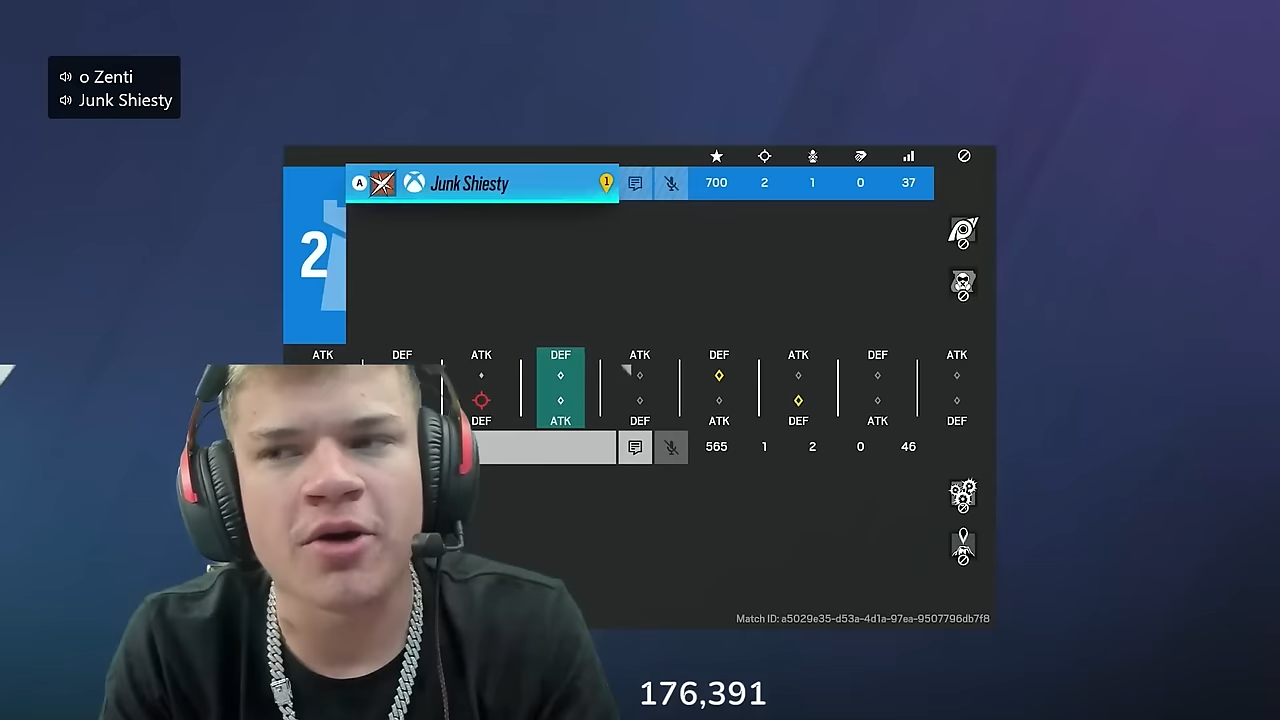 o Zenti
Junk Shiesty
A Junk Shiesty 1 700 2 1 0 37
2
ATK DEF ATK DEF ATK DEF ATK DEF ATK
DEF ATK DEF ATK DEF ATK DEF
565 1 2 0 46
Match ID: a5029e35-d53a-4d1a-97ea-9507796db7f8
176,391